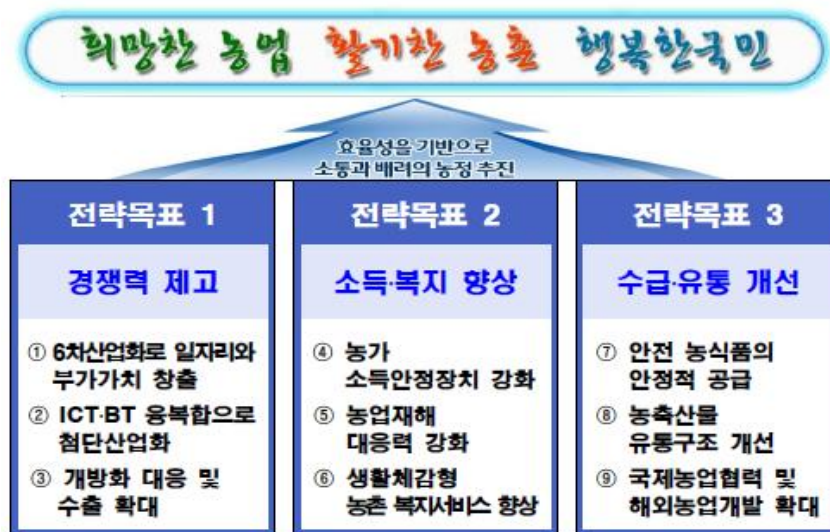 희망찬 농업 활기찬 농촌 행복한국민
효율성을 기반으로
소통과 배려의 농정 추진
전략목표 1
경쟁력 제고
① 6차산업화로 일자리와
부가가치 창출
② ICT·BT 융복합으로
첨단산업화
③ 개방화 대응 및
수출 확대
전략목표 2
소득·복지 향상
④ 농가
소득안정장치 강화
⑤ 농업재해
대응력 강화
⑥ 생활체감형
농촌 복지서비스 향상
전략목표 3
수급·유통 개선
⑦ 안전 농식품의
안정적 공급
⑧ 농축산물
유통구조 개선
⑨ 국제농업협력 및
해외농업개발 확대